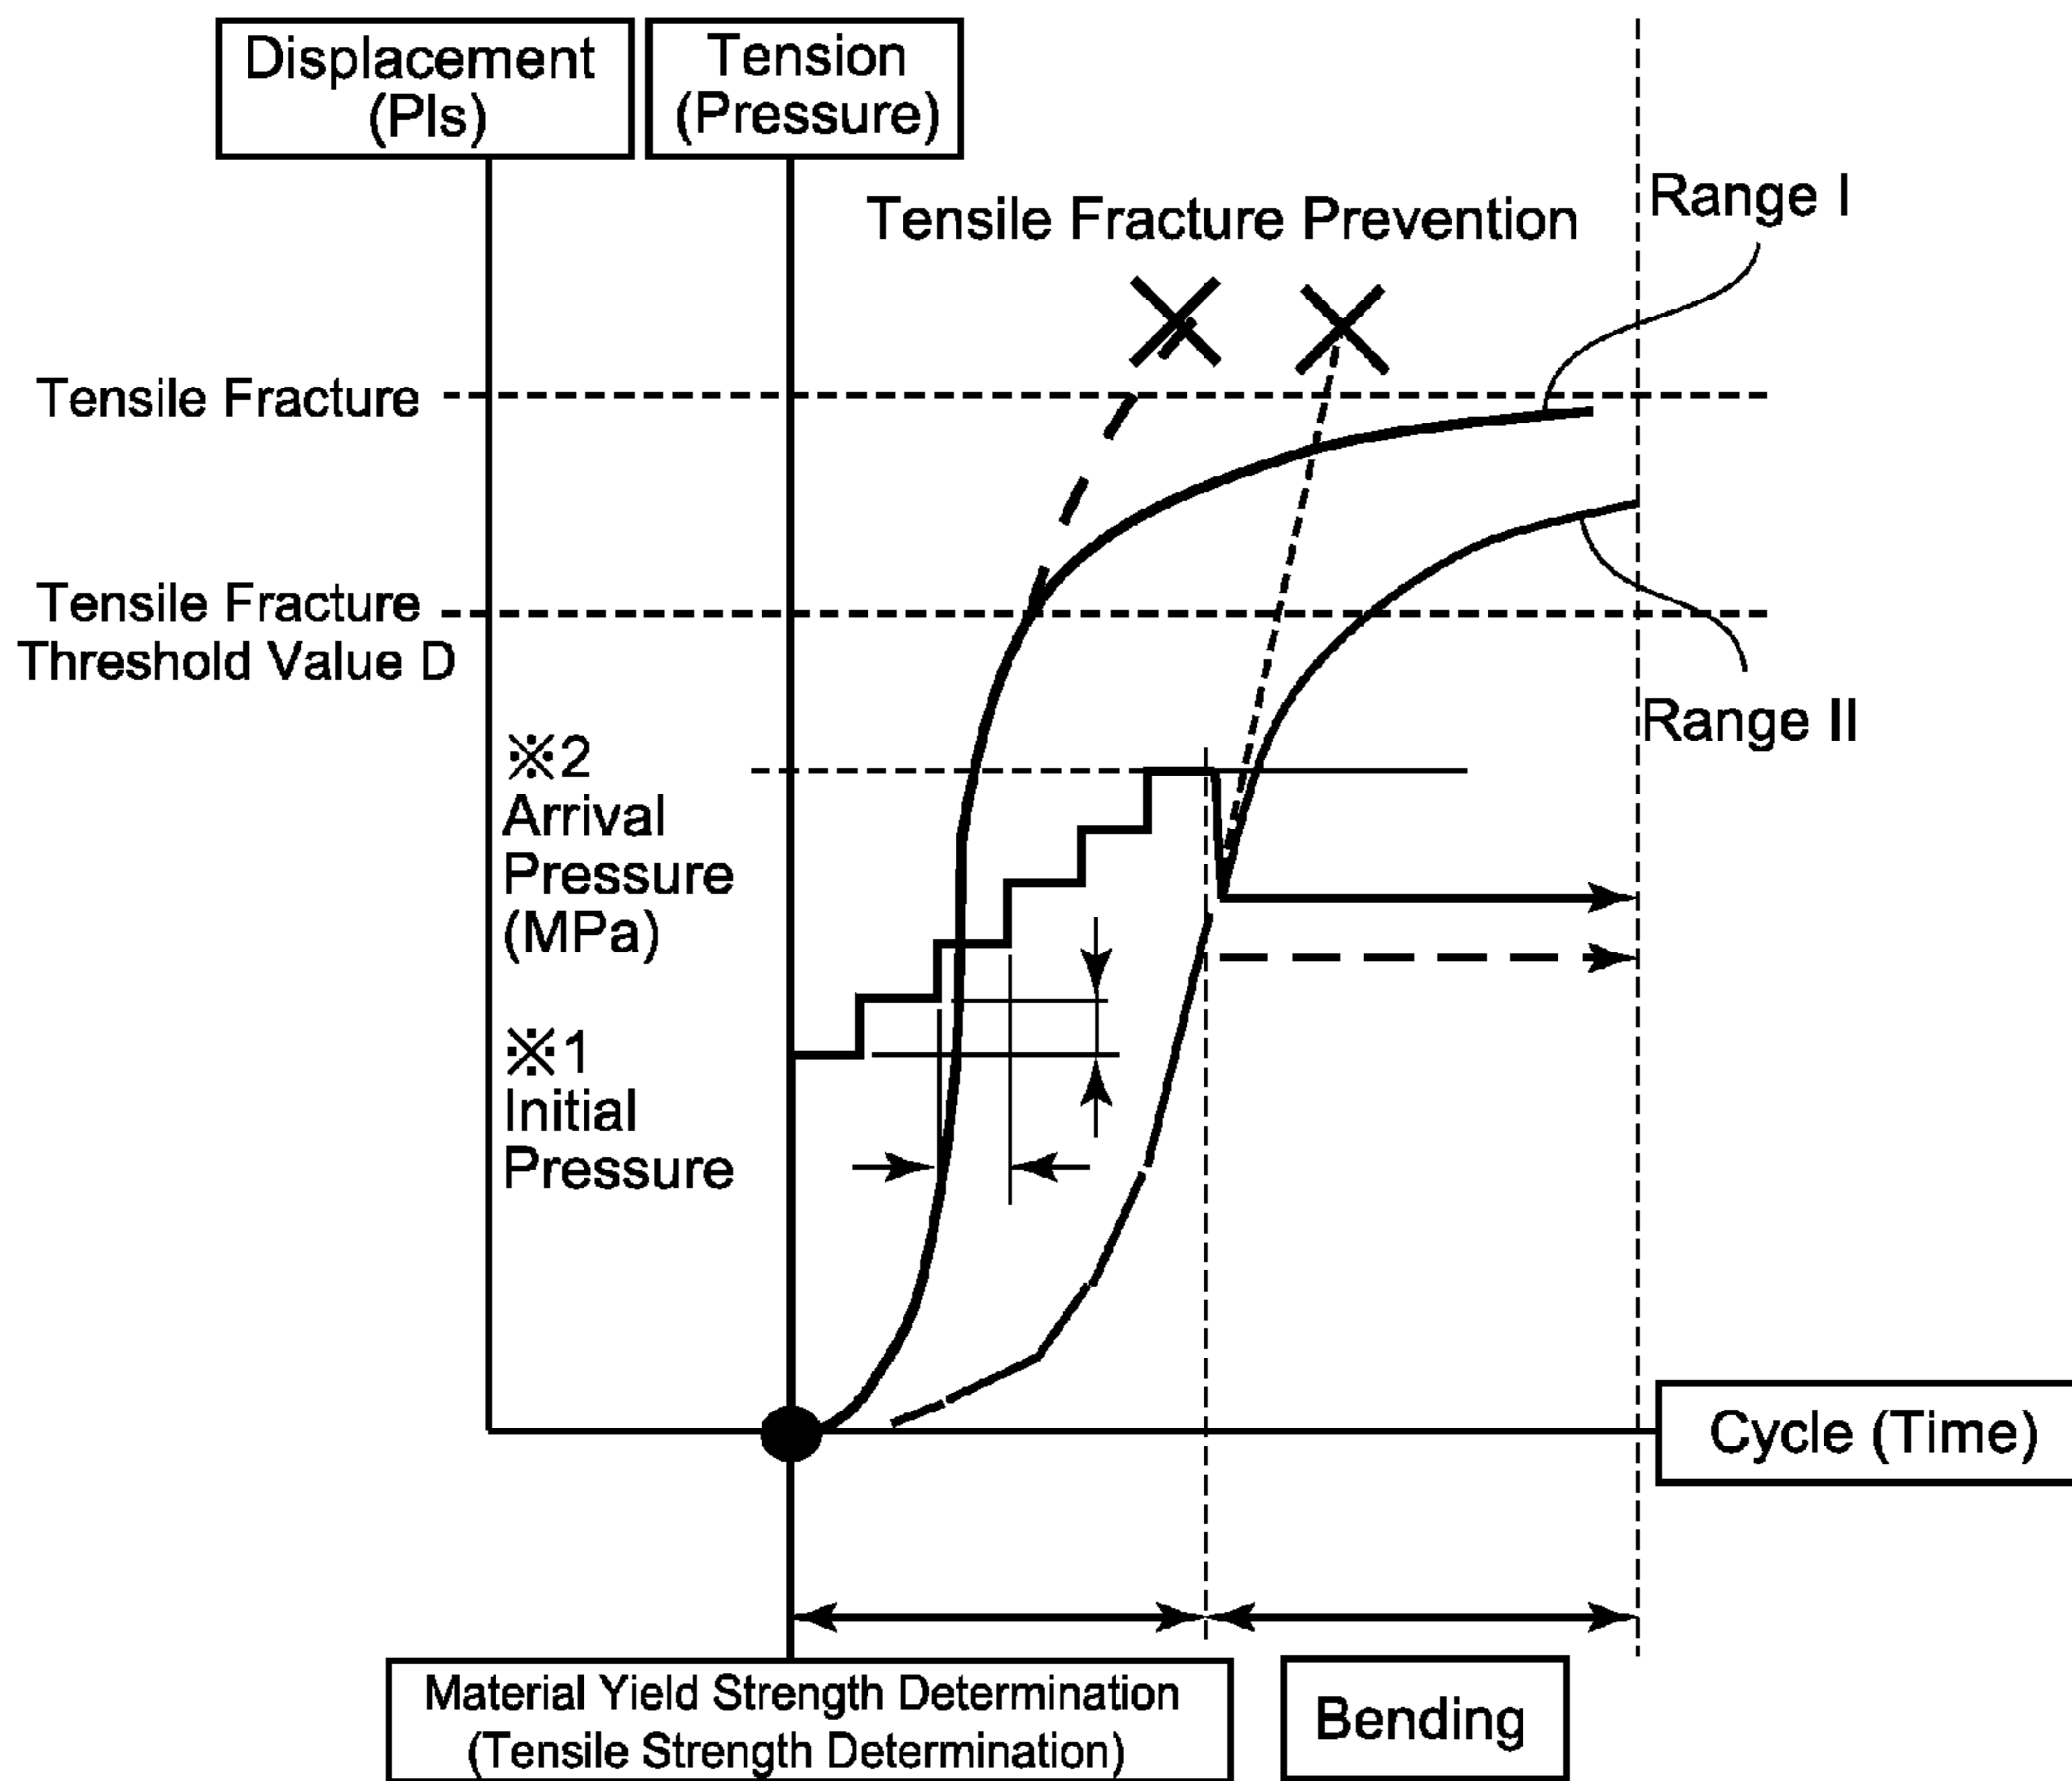 Displacement
(Pls)
Tension
(Pressure)
Tensile Fracture Prevention
Range I
Tensile Fracture
Tensile Fracture
Threshold Value D
Range II
※2
Arrival
Pressure
(MPa)
※1
Initial
Pressure
Cycle (Time)
Material Yield Strength Determination
(Tensile Strength Determination)
Bending